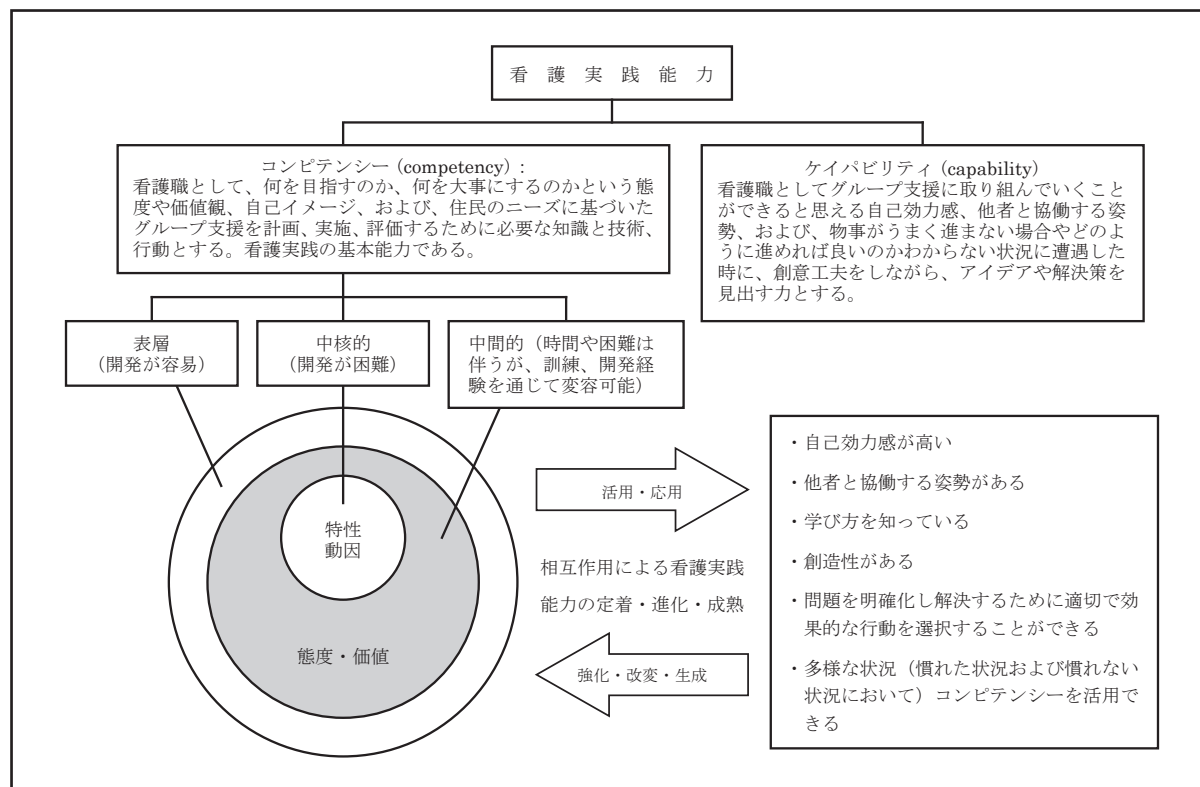 看護実践能力
コンピテンシー (competency)：
看護職として、何を目指すのか、何を大事にするのかという態
度や価値観、自己イメージ、および、住民のニーズに基づいた
グループ支援を計画、実施、評価するために必要な知識と技術、
行動とする。看護実践の基本能力である。
ケイパビリティ (capability)
看護職としてグループ支援に取り組んでいくこと
ができると思える自己効力感、他者と協働する姿
勢、および、物事がうまく進まない場合やどのよ
うに進めれば良いのかわからない状況に遭遇した
時に、創意工夫をしながら、アイデアや解決策を
見出す力とする。
表層
(開発が容易)
中核的
(開発が困難)
中間的（時間や困難は
伴うが、訓練、開発経
験を通じて変容可能）
特性
動因
態度・価値
活用・応用
相互作用による看護実践
能力の定着・進化・成熟
強化・改変・生成
・自己効力感が高い
・他者と協働する姿勢がある
・学び方を知っている
・創造性がある
・問題を明確化し解決するために適切で効
果的な行動を選択することができる
・多様な状況（慣れた状況および慣れない
状況において）コンピテンシーを活用で
きる